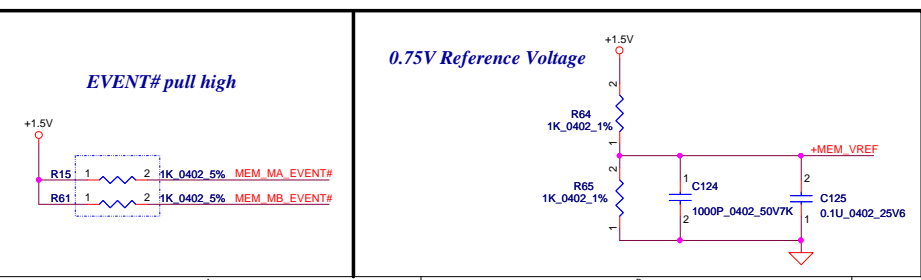 EVENT# pull high
+1.5V
R15 1 2 1K_0402_5% MEM_MA_EVENT#
R61 1 2 1K_0402_5% MEM_MB_EVENT#
0.75V Reference Voltage
+1.5V
2
R64
1K_0402_1%
1
+MEM_VREF
2
R65
1K_0402_1%
1
1
C124
1000P_0402_50V7K
2
2
C125
0.1U_0402_25V6
1